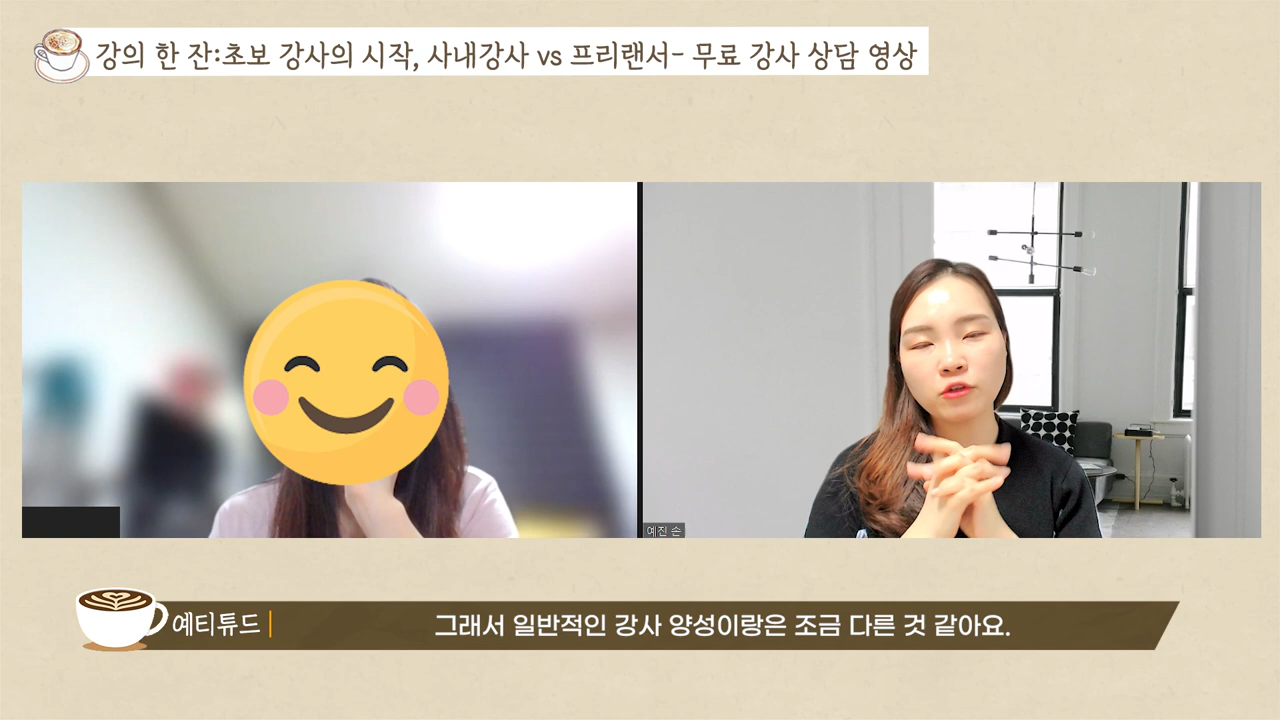 강의 한 잔:초보 강사의 시작, 사내강사 vs 프리랜서- 무료 강사 상담 영상
예진 손
예티튜드
그래서 일반적인 강사 양성이랑은 조금 다른 것 같아요.